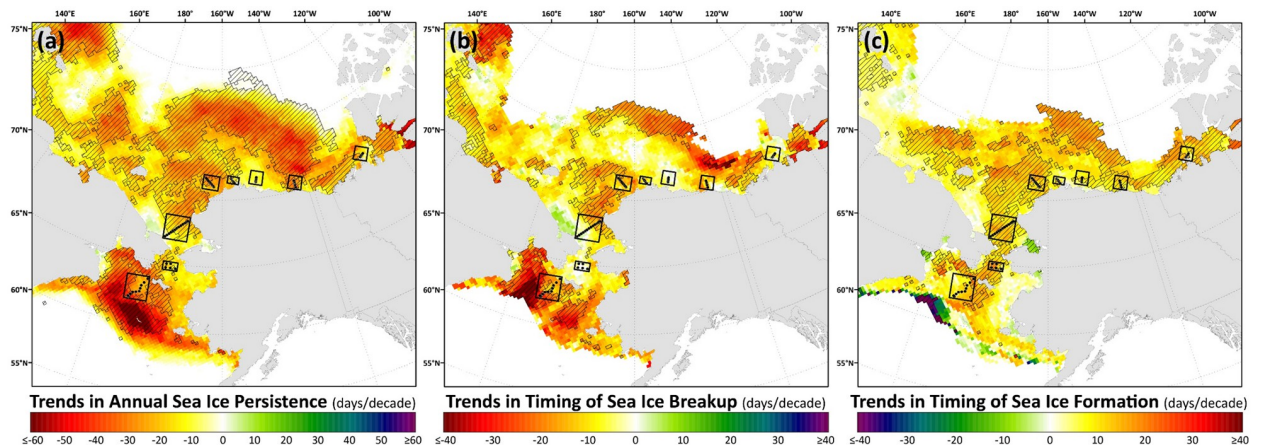 140°E 160°E 180° 160°W 140°W 120°W 100°W
(a)
75°N
70°N
65°N
60°N
55°N
Trends in Annual Sea Ice Persistence (days/decade)
≤-60 -50 -40 -30 -20 -10 0 10 20 30 40 50 ≥60
140°E 160°E 180° 160°W 140°W 120°W 100°W
(b)
75°N
70°N
65°N
60°N
55°N
Trends in Timing of Sea Ice Breakup (days/decade)
≤-40 -30 -20 -10 0 10 20 30 ≥40
140°E 160°E 180° 160°W 140°W 120°W 100°W
(c)
75°N
70°N
65°N
60°N
55°N
Trends in Timing of Sea Ice Formation (days/decade)
≤-40 -30 -20 -10 0 10 20 30 ≥40